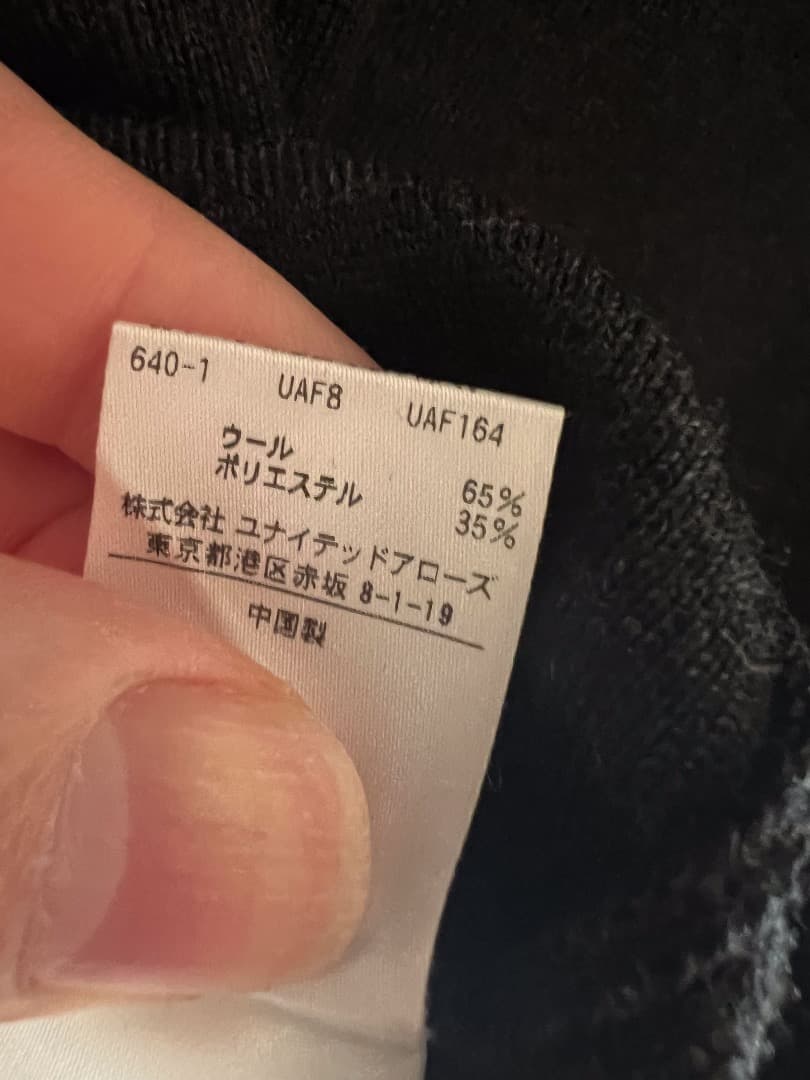 640-1 UAF8 UAF164
ウール 65%
ポリエステル 35%
株式会社 ユナイテッドアローズ
東京都港区赤坂 8-1-19
中国製